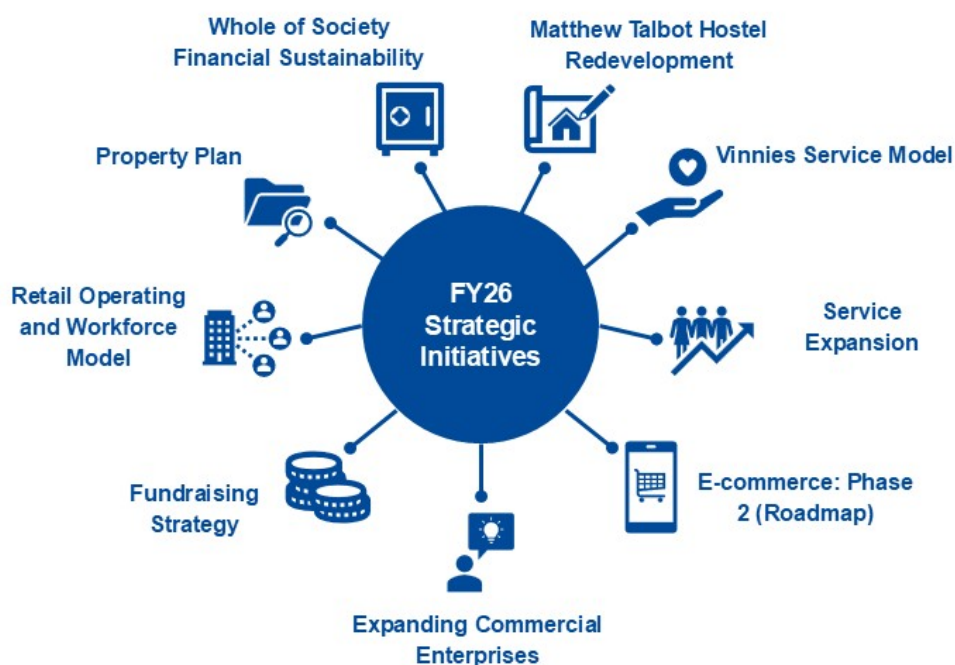 Whole of Society
Financial Sustainability
Matthew Talbot Hostel
Redevelopment
Property Plan
Vinnies Service Model
Retail Operating
and Workforce
Model
FY26
Strategic
Initiatives
Service
Expansion
Fundraising
Strategy
E-commerce: Phase
2 (Roadmap)
Expanding Commercial
Enterprises